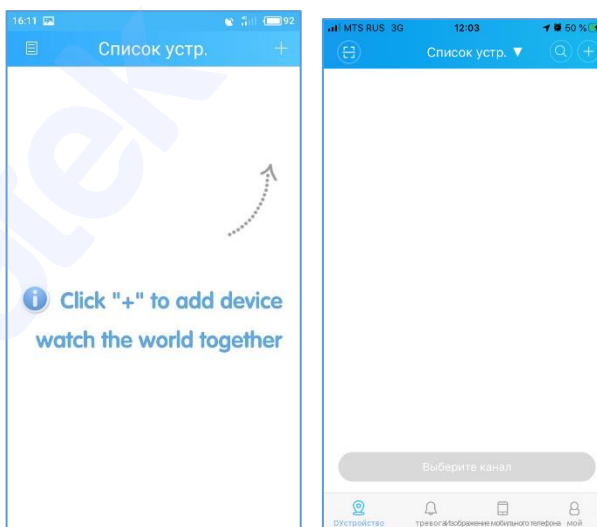 16:11 92
Список устр. +
Click "+" to add device
watch the world together
MTS RUS 3G 12:03 50 %
Список устр. ▼
Выберите канал
DУстройство тревога Изображение мобильного телефона мой